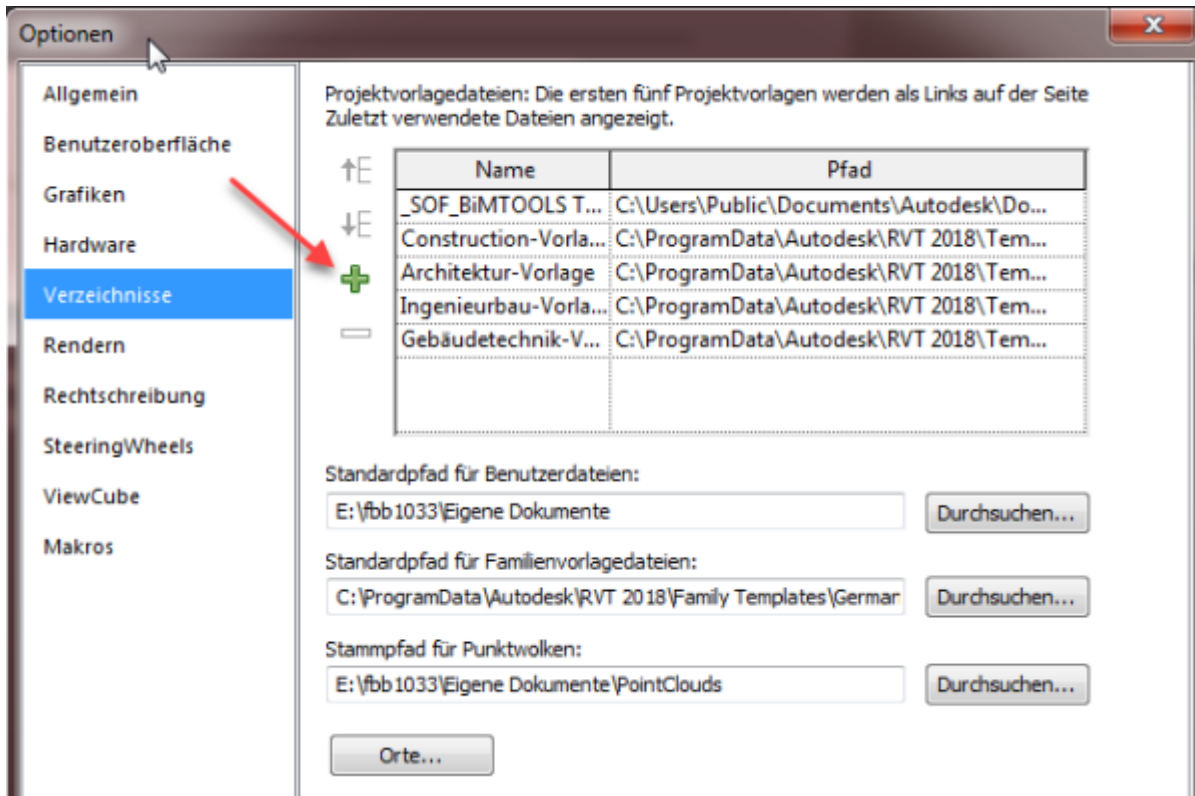 Optionen
Allgemein
Benutzeroberfläche
Grafiken
Hardware
Verzeichnisse
Rendern
Rechtschreibung
SteeringWheels
ViewCube
Makros
Projektvorlagedateien: Die ersten fünf Projektvorlagen werden als Links auf der Seite
Zuletzt verwendete Dateien angezeigt.
Name Pfad
_SOF_BiMTOOLS T... C:\Users\Public\Documents\Autodesk\Do...
Construction-Vorla... C:\ProgramData\Autodesk\RVT 2018\Tem...
Architektur-Vorlage C:\ProgramData\Autodesk\RVT 2018\Tem...
Ingenieurbau-Vorla... C:\ProgramData\Autodesk\RVT 2018\Tem...
Gebäudetechnik-V... C:\ProgramData\Autodesk\RVT 2018\Tem...
Standardpfad für Benutzerdateien:
E:\fbb1033\Eigene Dokumente Durchsuchen...
Standardpfad für Familienvorlagedateien:
C:\ProgramData\Autodesk\RVT 2018\Family Templates\German Durchsuchen...
Stammpfad für Punktwolken:
E:\fbb1033\Eigene Dokumente\PointClouds Durchsuchen...
Orte...